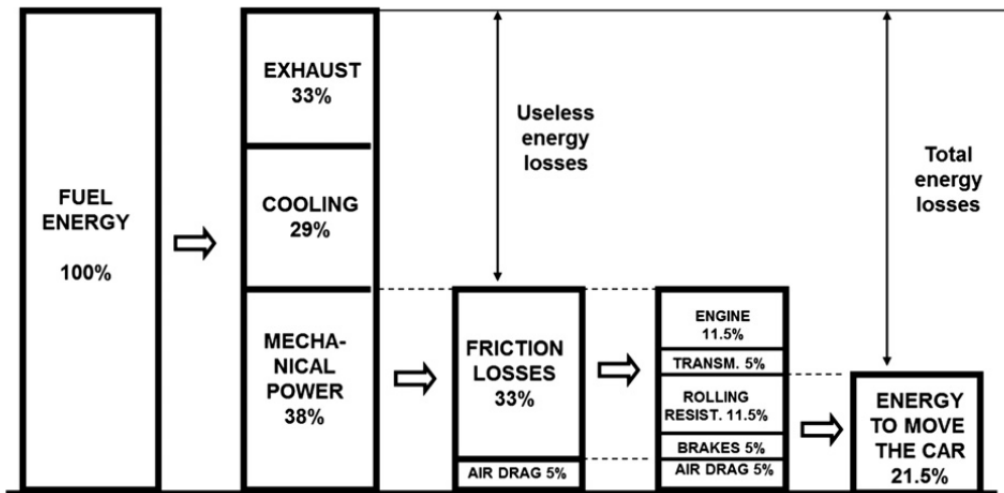 FUEL
ENERGY
100%
EXHAUST
33%
COOLING
29%
MECHA-
NICAL
POWER
38%
Useless
energy
losses
FRICTION
LOSSES
33%
AIR DRAG 5%
ENGINE
11.5%
TRANSM. 5%
ROLLING
RESIST. 11.5%
BRAKES 5%
AIR DRAG 5%
Total
energy
losses
ENERGY
TO MOVE
THE CAR
21.5%